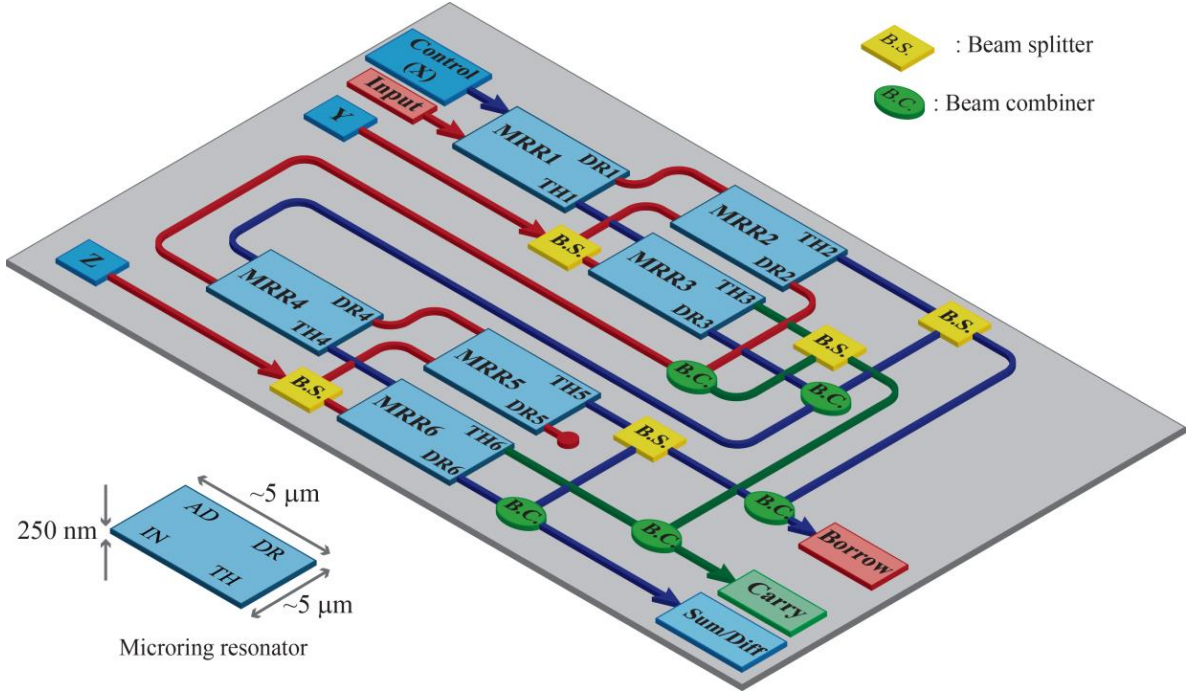 B.S.
: Beam splitter
B.C.
: Beam combiner
Control
(X)
Input
Y
MRR1
DR1
TH1
MRR2
TH2
DR2
B.S.
MRR3
TH3
DR3
Z
MRR4
DR4
TH4
B.S.
B.S.
B.C.
B.C.
B.S.
MRR5
TH5
DR5
MRR6
TH6
DR6
B.S.
B.C.
B.C.
B.C.
Borrow
Carry
Sum/Diff
~5 μm
250 nm
AD
IN
DR
TH
~5 μm
Microring resonator